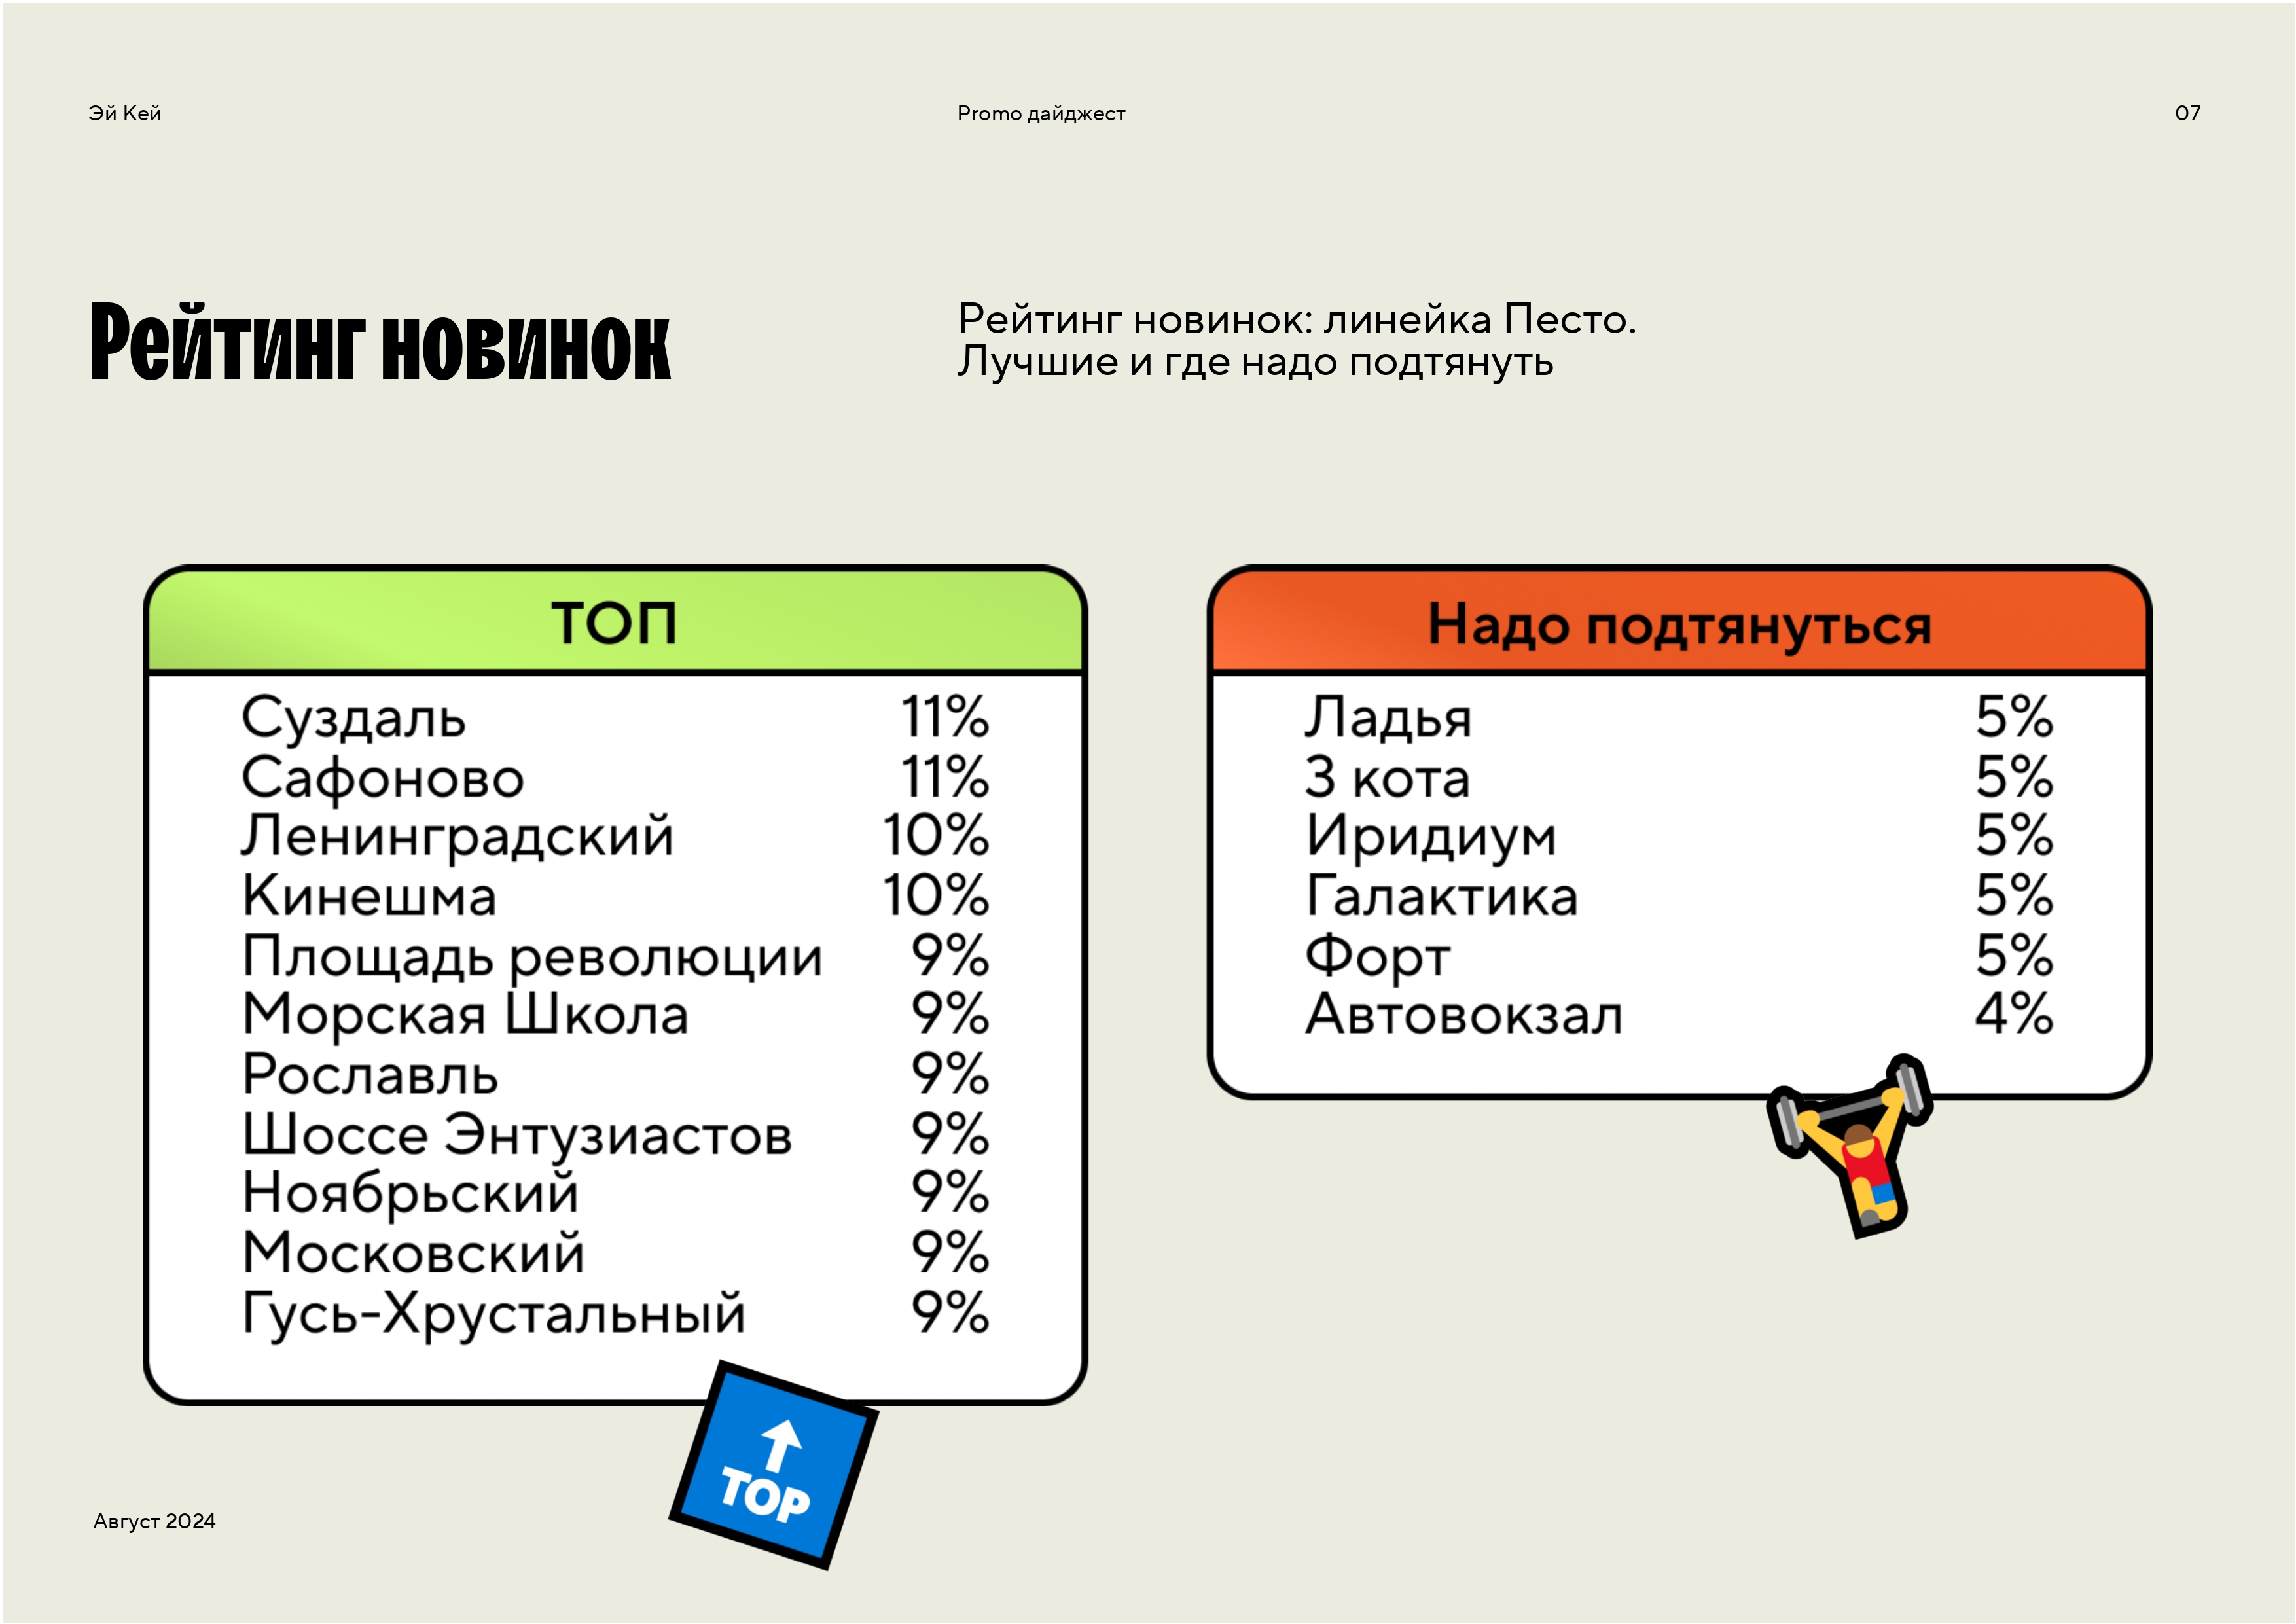 Эй Кей
Promo дайджест
07
Рейтинг новинок
Рейтинг новинок: линейка Песто.
Лучшие и где надо подтянуть
ТОП
Суздаль 11%
Сафоново 11%
Ленинградский 10%
Кинешма 10%
Площадь революции 9%
Морская Школа 9%
Рославль 9%
Шоссе Энтузиастов 9%
Ноябрьский 9%
Московский 9%
Гусь-Хрустальный 9%
TOP
Надо подтянуться
Ладья 5%
3 кота 5%
Иридиум 5%
Галактика 5%
Форт 5%
Автовокзал 4%
Август 2024